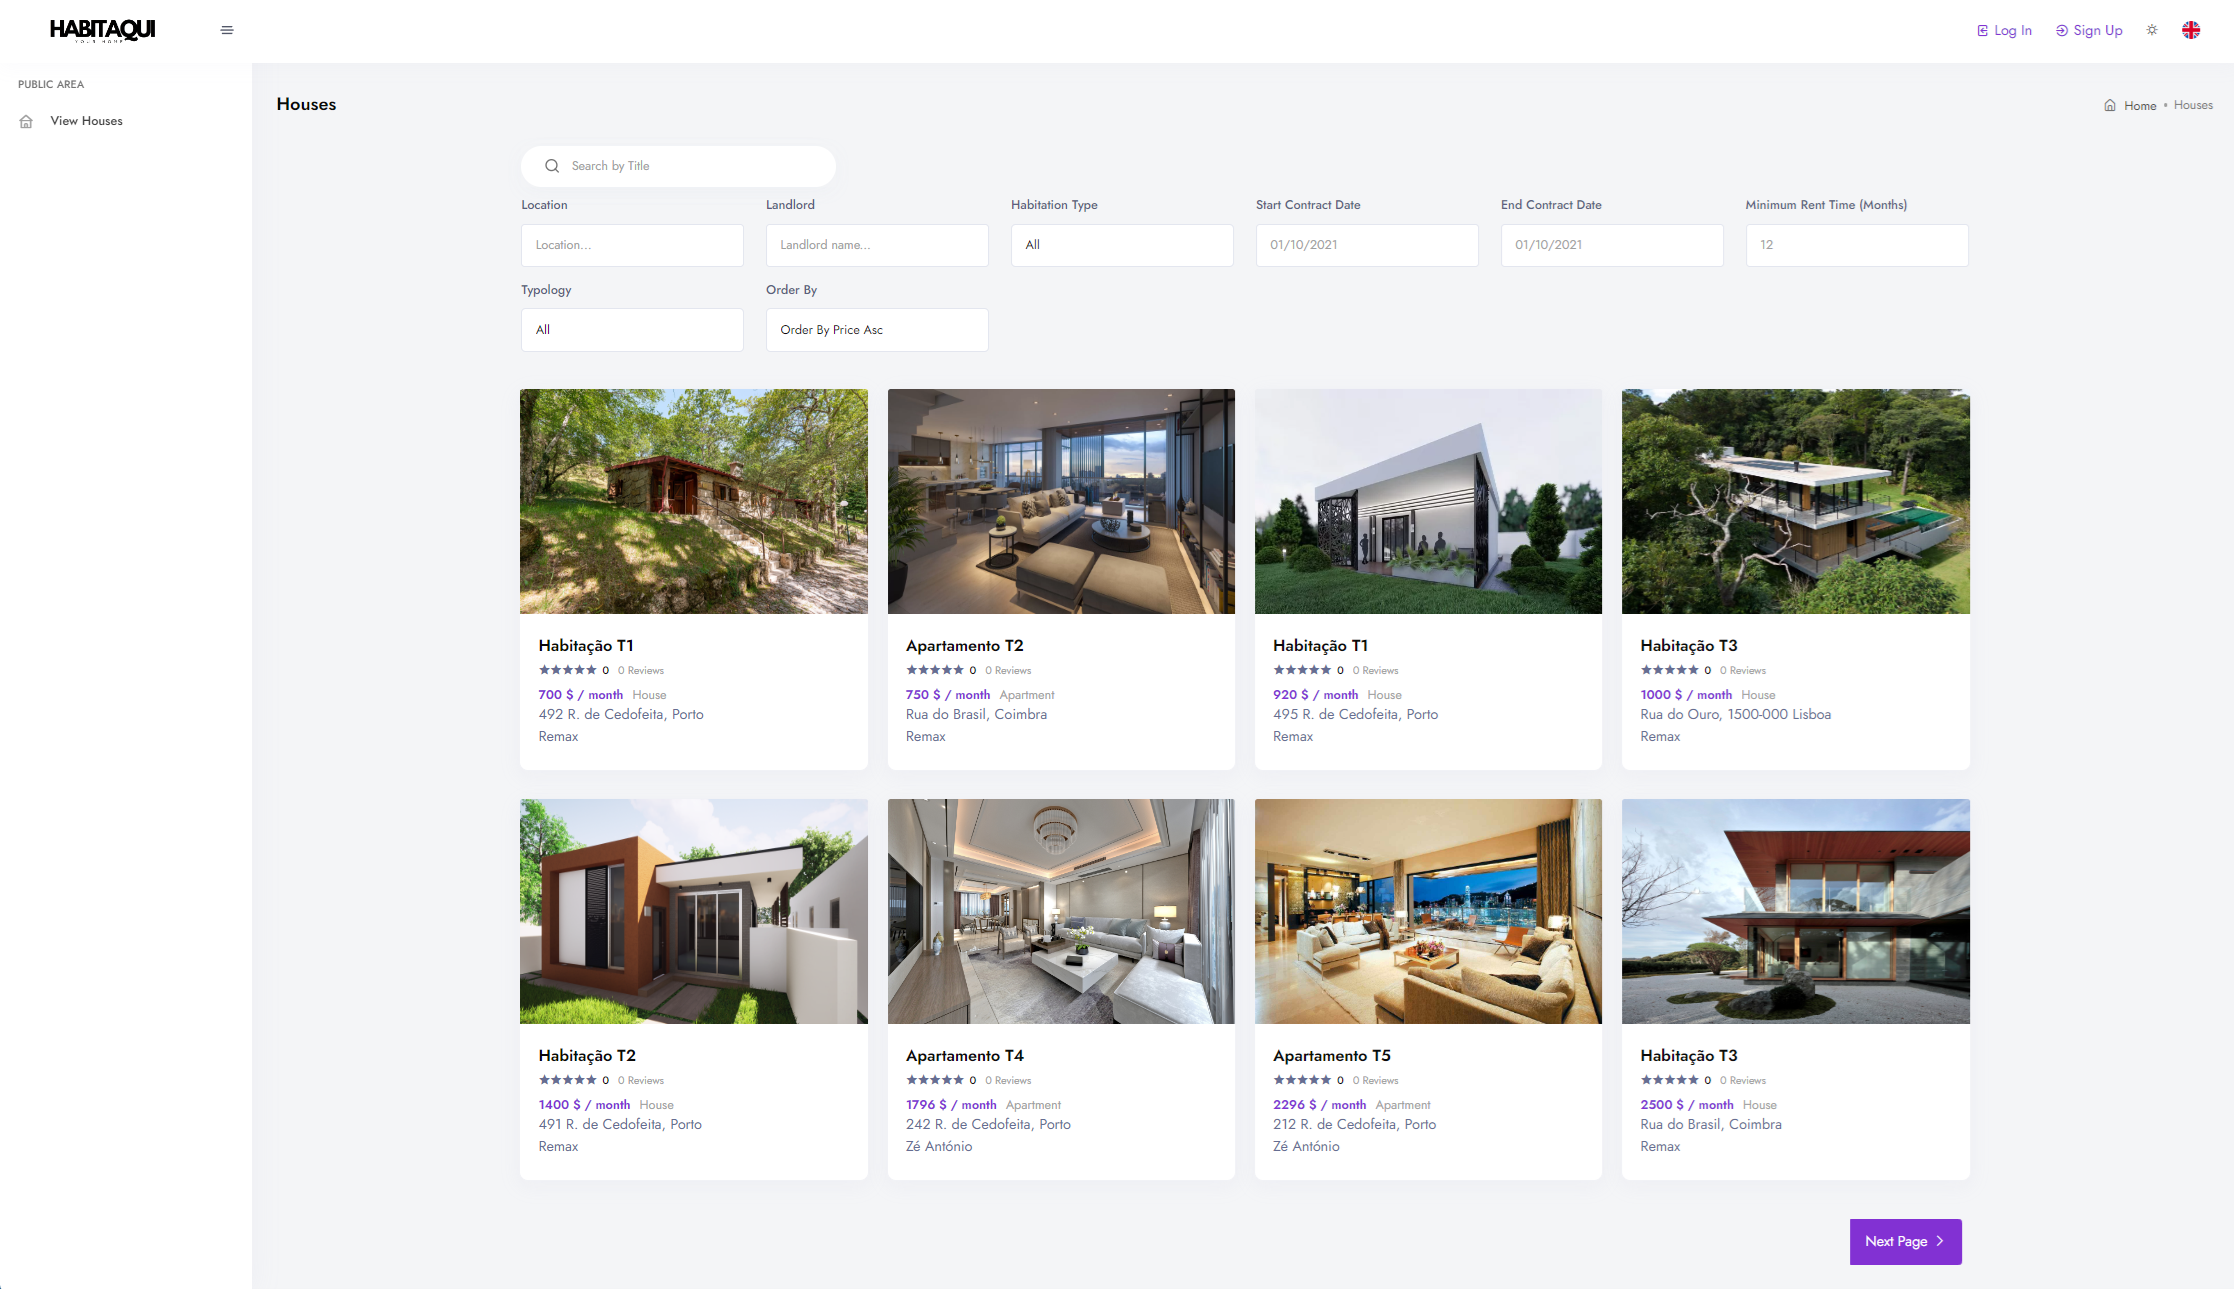 HABITAQUI
YOUR HOME
Log In
Sign Up
PUBLIC AREA
View Houses
Houses
Home • Houses
Search by Title
Location
Landlord
Habitation Type
Start Contract Date
End Contract Date
Minimum Rent Time (Months)
Location...
Landlord name...
All
01/10/2021
01/10/2021
12
Typology
Order By
All
Order By Price Asc
Habitação T1
0 0 Reviews
700 $ / month House
492 R. de Cedofeita, Porto
Remax
Apartamento T2
0 0 Reviews
750 $ / month Apartment
Rua do Brasil, Coimbra
Remax
Habitação T1
0 0 Reviews
920 $ / month House
495 R. de Cedofeita, Porto
Remax
Habitação T3
0 0 Reviews
1000 $ / month House
Rua do Ouro, 1500-000 Lisboa
Remax
Habitação T2
0 0 Reviews
1400 $ / month House
491 R. de Cedofeita, Porto
Remax
Apartamento T4
0 0 Reviews
1796 $ / month Apartment
242 R. de Cedofeita, Porto
Zé António
Apartamento T5
0 0 Reviews
2296 $ / month Apartment
212 R. de Cedofeita, Porto
Zé António
Habitação T3
0 0 Reviews
2500 $ / month House
Rua do Brasil, Coimbra
Remax
Next Page